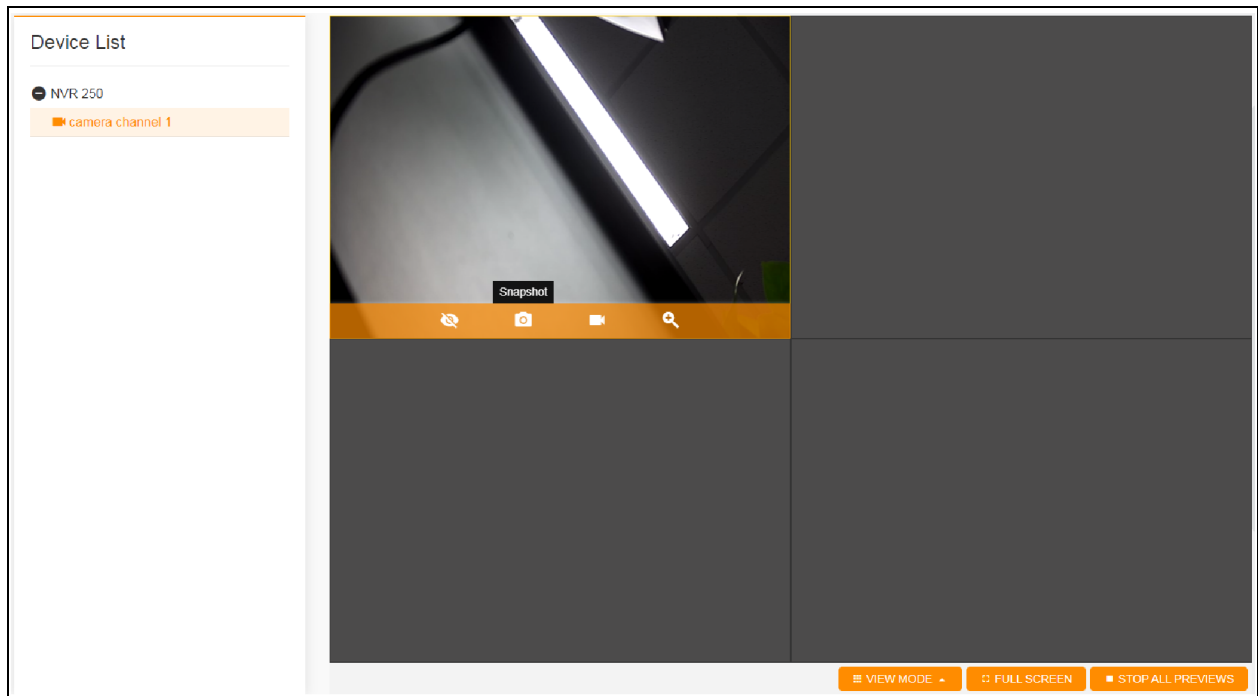 Device List
NVR 250
camera channel 1
Snapshot
VIEW MODE
FULL SCREEN
STOP ALL PREVIEWS